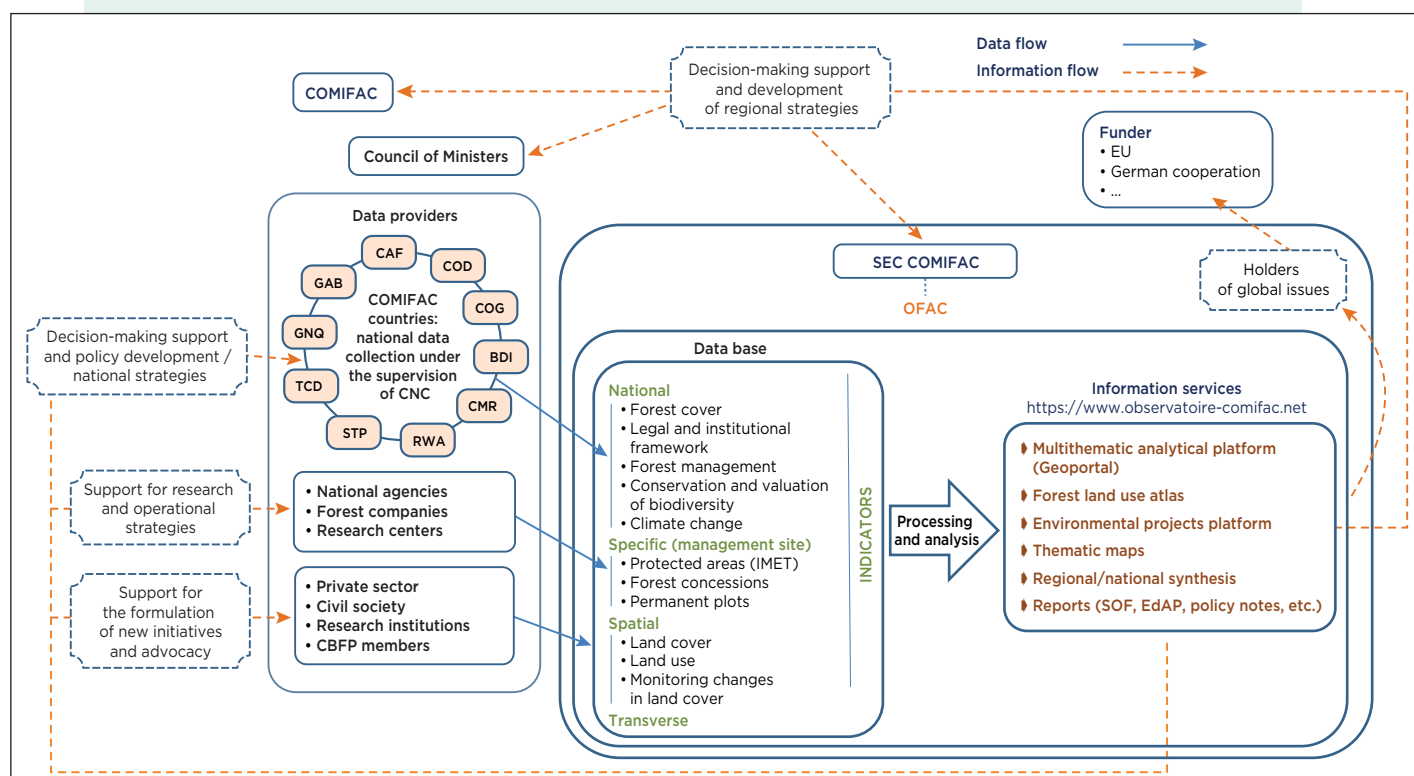 Data flow
Information flow
Decision-making support
and development
of regional strategies
COMIFAC
Council of Ministers
Funder
• EU
• German cooperation
• ...
Data providers
CAF
COD
COG
BDI
CMR
RWA
STP
TCD
GNQ
GAB
COMIFAC
countries:
national data
collection under
the supervision
of CNC
SEC COMIFAC
OFAC
Holders
of global issues
Decision-making support
and policy development /
national strategies
Support for research
and operational
strategies
Support for
the formulation
of new initiatives
and advocacy
• National agencies
• Forest companies
• Research centers
• Private sector
• Civil society
• Research institutions
• CBFP members
Data base
National
• Forest cover
• Legal and institutional
framework
• Forest management
• Conservation and valuation
of biodiversity
• Climate change
Specific (management site)
• Protected areas (IMET)
• Forest concessions
• Permanent plots
Spatial
• Land cover
• Land use
• Monitoring changes
in land cover
Transverse
INDICATORS
Processing
and analysis
Information services
https://www.observatoire-comifac.net
Multithematic analytical platform
(Geoportal)
Forest land use atlas
Environmental projects platform
Thematic maps
Regional/national synthesis
Reports (SOF, EdAP, policy notes, etc.)